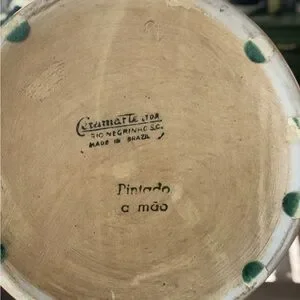 Ceramarte LTDA
RIO NEGRINHO S.C.
MADE IN BRAZIL
Pintado
a mão